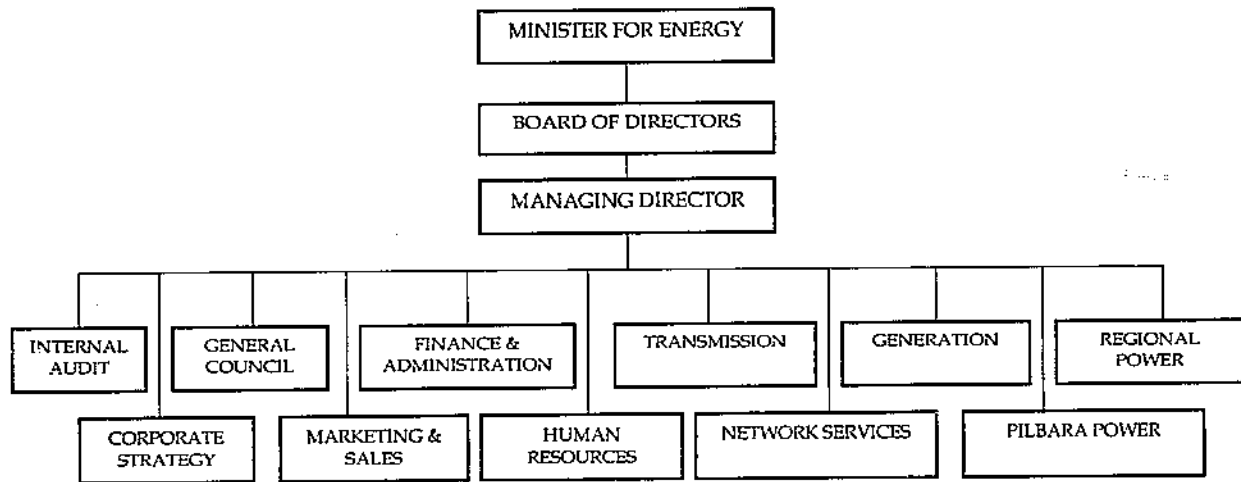 MINISTER FOR ENERGY
BOARD OF DIRECTORS
MANAGING DIRECTOR
INTERNAL
AUDIT
GENERAL
COUNCIL
FINANCE &
ADMINISTRATION
TRANSMISSION
GENERATION
REGIONAL
POWER
CORPORATE
STRATEGY
MARKETING &
SALES
HUMAN
RESOURCES
NETWORK SERVICES
PILBARA POWER